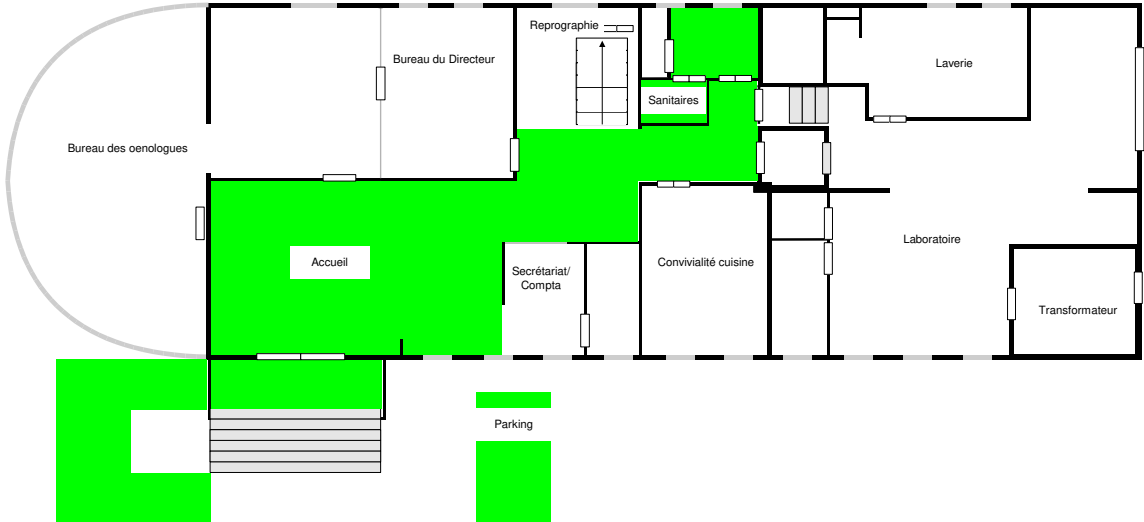 Reprographie
Bureau du Directeur
Laverie
Sanitaires
Bureau des oenologues
Laboratoire
Accueil
Secrétariat/
Compta
Convivialité cuisine
Transformateur
Parking